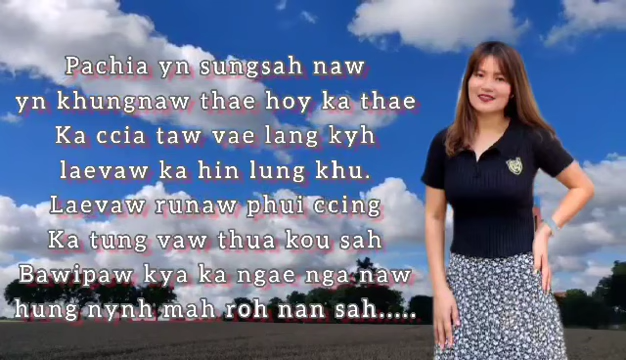 Pachia yn sungsah naw
yn khungnaw thae hoy ka thae
Ka ccia taw vae lang kyh
laevaw ka hin lung khu.
Laevaw runaw phui ccing
Ka tung vaw thua kou sah
Bawipaw kya ka ngae nga naw
hung nynh mah roh nan sah.....